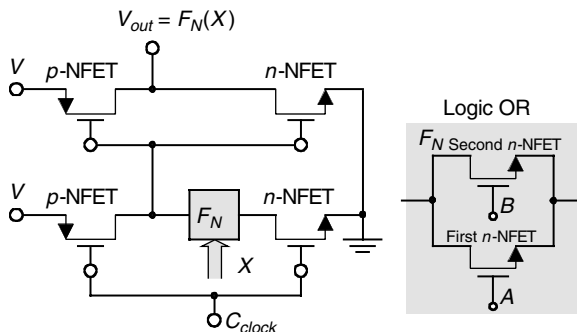 V_out = F_N(X)
V
p-NFET
n-NFET
V
p-NFET
F_N
n-NFET
X
C_clock
Logic OR
F_N Second n-NFET
B
First n-NFET
A